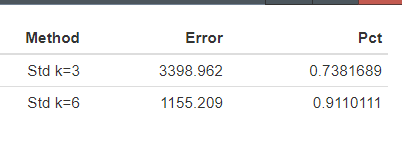 Method Error Pct
Std k=3 3398.962 0.7381689
Std k=6 1155.209 0.9110111